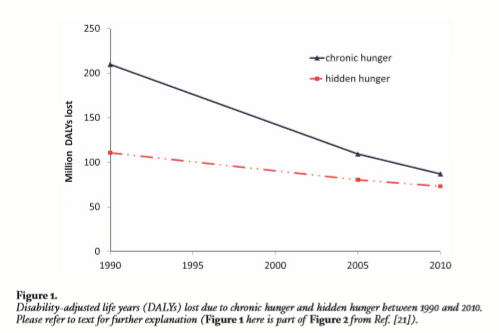 250
200
150
100
50
0
Million DALYs lost
chronic hunger
hidden hunger
1990 1995 2000 2005 2010
Figure 1.
Disability-adjusted life years (DALYs) lost due to chronic hunger and hidden hunger between 1990 and 2010.
Please refer to text for further explanation (Figure 1 here is part of Figure 2 from Ref. [21]).